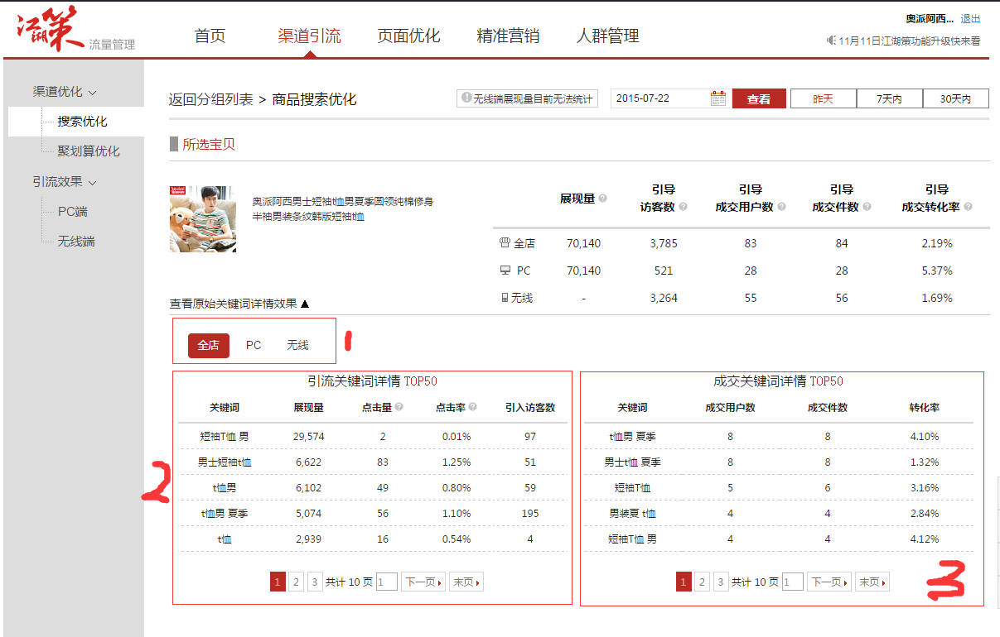 江湖策 流量管理
首页 渠道引流 页面优化 精准营销 人群管理
奥派阿西... 退出
11月11日江湖策功能升级快来看
渠道优化
搜索优化
聚划算优化
引流效果
PC端
无线端
返回分组列表 > 商品搜索优化
无线端展现量目前无法统计 2015-07-22 查看 昨天 7天内 30天内
所选宝贝
奥派阿西男士短袖t恤男夏季圆领纯棉修身
半袖男装条纹韩版短袖t恤
展现量 引导访客数 引导成交用户数 引导成交件数 引导成交转化率
全店 70,140 3,785 83 84 2.19%
PC 70,140 521 28 28 5.37%
无线 - 3,264 55 56 1.69%
查看原始关键词详情效果 ▲
全店 PC 无线
1
2
引流关键词详情 TOP50
关键词 展现量 点击量 点击率 引入访客数
短袖T恤 男 29,574 2 0.01% 97
男士短袖t恤 6,622 83 1.25% 51
t恤男 6,102 49 0.80% 59
t恤男 夏季 5,074 56 1.10% 195
t恤 2,939 16 0.54% 4
1 2 3 共计 10 页 1 下一页 末页
成交关键词详情 TOP50
关键词 成交用户数 成交件数 转化率
t恤男 夏季 8 8 4.10%
男士t恤 夏季 8 8 1.32%
短袖T恤 5 6 3.16%
男装夏 t恤 4 4 2.84%
短袖T恤 男 4 4 4.12%
1 2 3 共计 10 页 1 下一页 末页
3